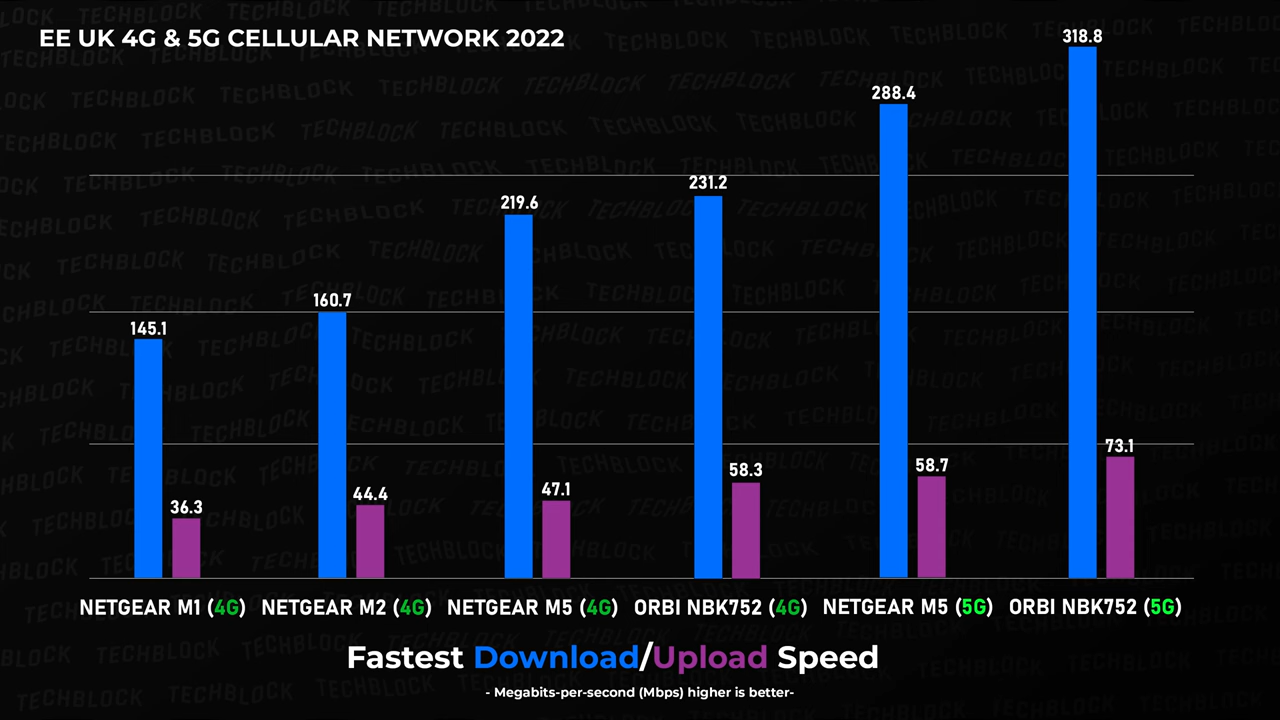 EE UK 4G & 5G CELLULAR NETWORK 2022
318.8
288.4
231.2
219.6
160.7
145.1
73.1
58.3
58.7
47.1
44.4
36.3
NETGEAR M1 (4G) NETGEAR M2 (4G) NETGEAR M5 (4G) ORBI NBK752 (4G) NETGEAR M5 (5G) ORBI NBK752 (5G)
Fastest Download/Upload Speed
- Megabits-per-second (Mbps) higher is better-
TECHBLOCK